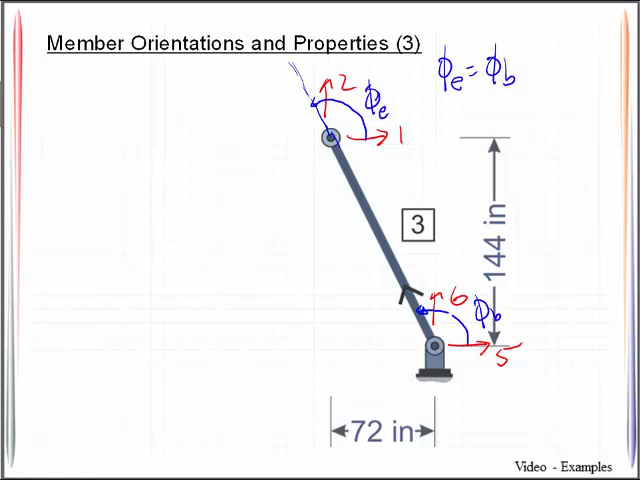 Member Orientations and Properties (3)
ϕe = ϕb
2
ϕe
1
3
144 in
6
ϕb
5
72 in
Video - Examples